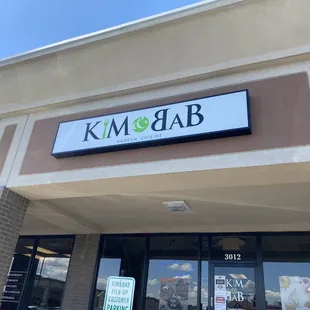 KiMBAB
KOREAN CUISINE
3012
KiM
BAB
KIMBAB
PICK-UP
CUSTOMER
PARKING